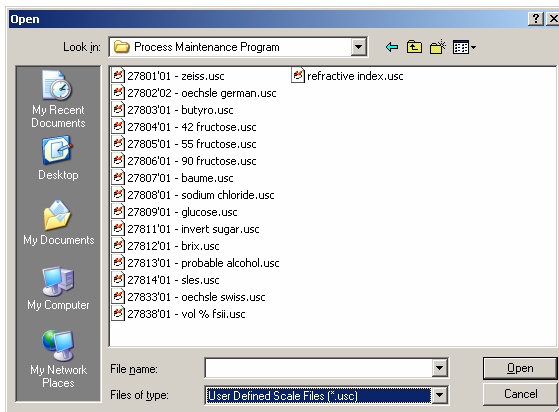 Open
Look in: Process Maintenance Program
My Recent
Documents
Desktop
My Documents
My Computer
My Network
Places
27801'01 - zeiss.usc
27802'02 - oechsle german.usc
27803'01 - butyro.usc
27804'01 - 42 fructose.usc
27805'01 - 55 fructose.usc
27806'01 - 90 fructose.usc
27807'01 - baume.usc
27808'01 - sodium chloride.usc
27809'01 - glucose.usc
27811'01 - invert sugar.usc
27812'01 - brix.usc
27813'01 - probable alcohol.usc
27814'01 - sles.usc
27833'01 - oechsle swiss.usc
27838'01 - vol % fsii.usc
refractive index.usc
File name:
Open
Files of type: User Defined Scale Files (*.usc)
Cancel